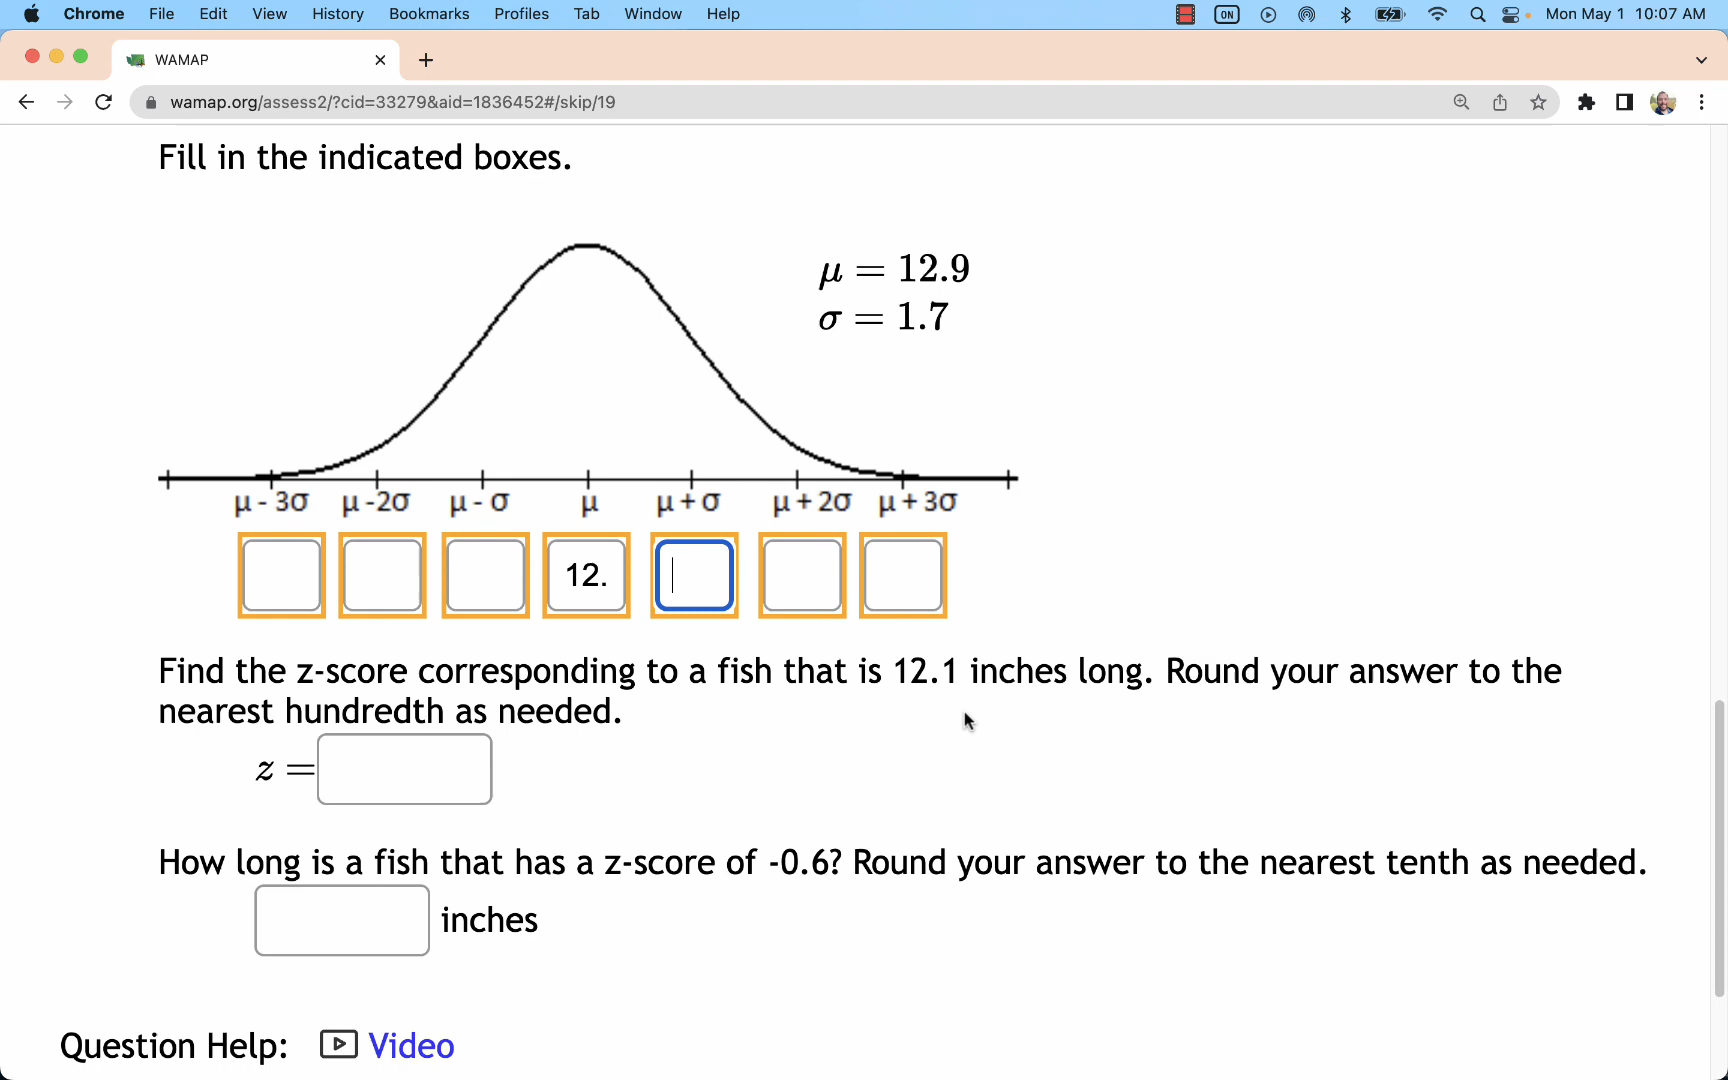 Chrome File Edit View History Bookmarks Profiles Tab Window Help ON Mon May 1 10:07 AM
WAMAP
wamap.org/assess2/?cid=33279&aid=1836452#/skip/19
Fill in the indicated boxes.
μ = 12.9
σ = 1.7
μ - 3σ μ -2σ μ - σ μ μ + σ μ + 2σ μ + 3σ
12.
Find the z-score corresponding to a fish that is 12.1 inches long. Round your answer to the
nearest hundredth as needed.
z =
How long is a fish that has a z-score of -0.6? Round your answer to the nearest tenth as needed.
inches
Question Help: Video